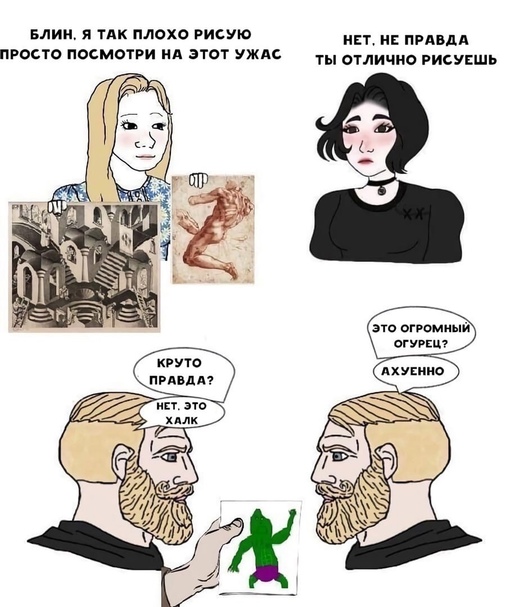 БЛИН, Я ТАК ПЛОХО РИСУЮ
ПРОСТО ПОСМОТРИ НА ЭТОТ УЖАС
НЕТ, НЕ ПРАВДА
ТЫ ОТЛИЧНО РИСУЕШЬ
КРУТО
ПРАВДА?
ЭТО ОГРОМНЫЙ
ОГУРЕЦ?
НЕТ, ЭТО
ХАЛК
АХУЕННО